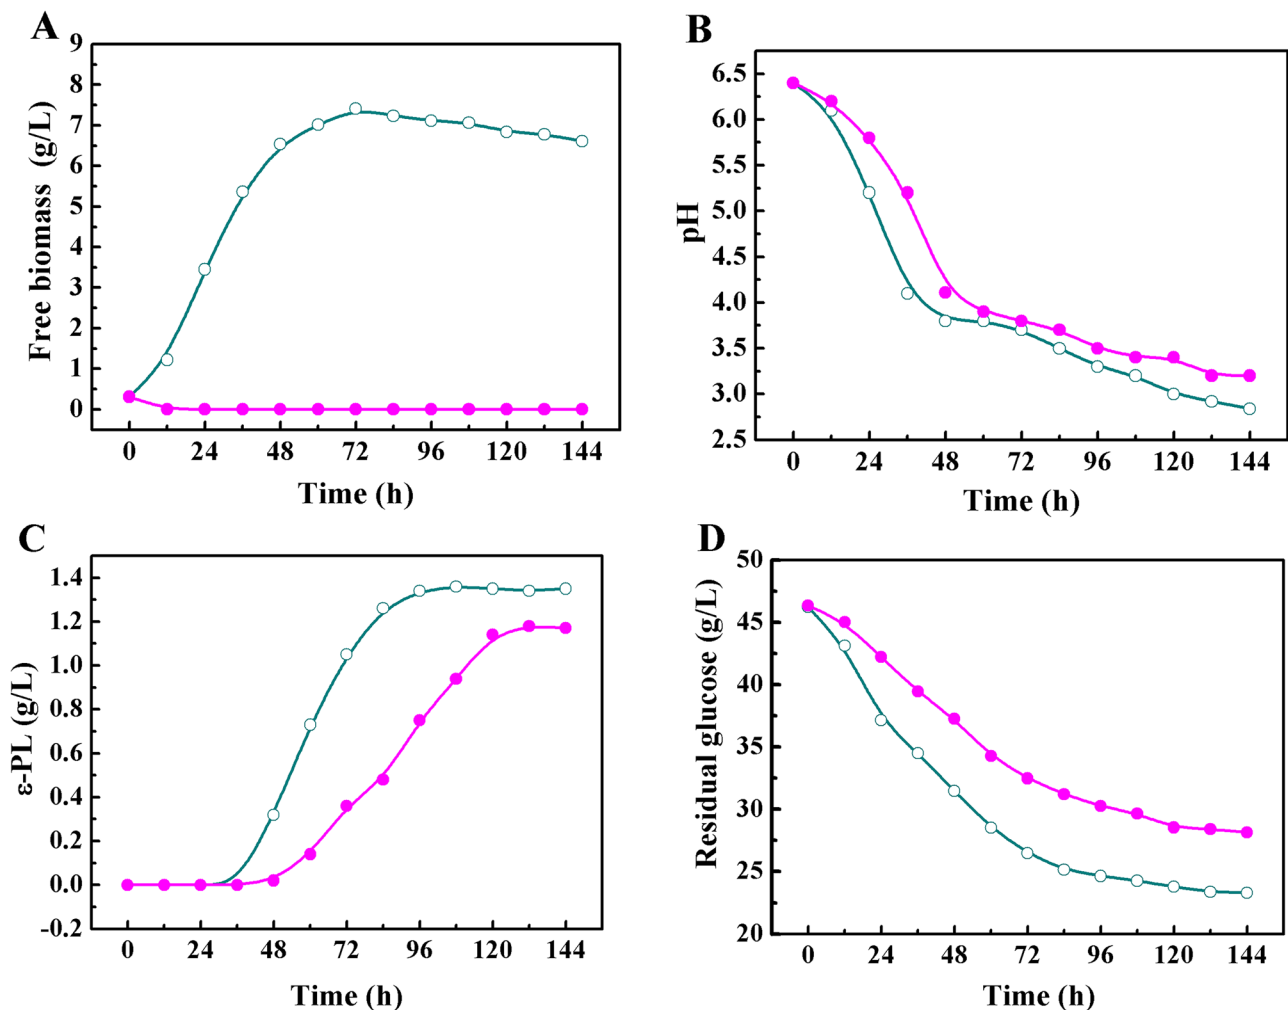 A
9
8
7
6
5
4
3
2
1
0
Free biomass (g/L)
0 24 48 72 96 120 144
Time (h)
B
6.5
6.0
5.5
5.0
4.5
4.0
3.5
3.0
2.5
pH
0 24 48 72 96 120 144
Time (h)
C
1.4
1.2
1.0
0.8
0.6
0.4
0.2
0.0
-0.2
ε-PL (g/L)
0 24 48 72 96 120 144
Time (h)
D
50
45
40
35
30
25
20
Residual glucose (g/L)
0 24 48 72 96 120 144
Time (h)